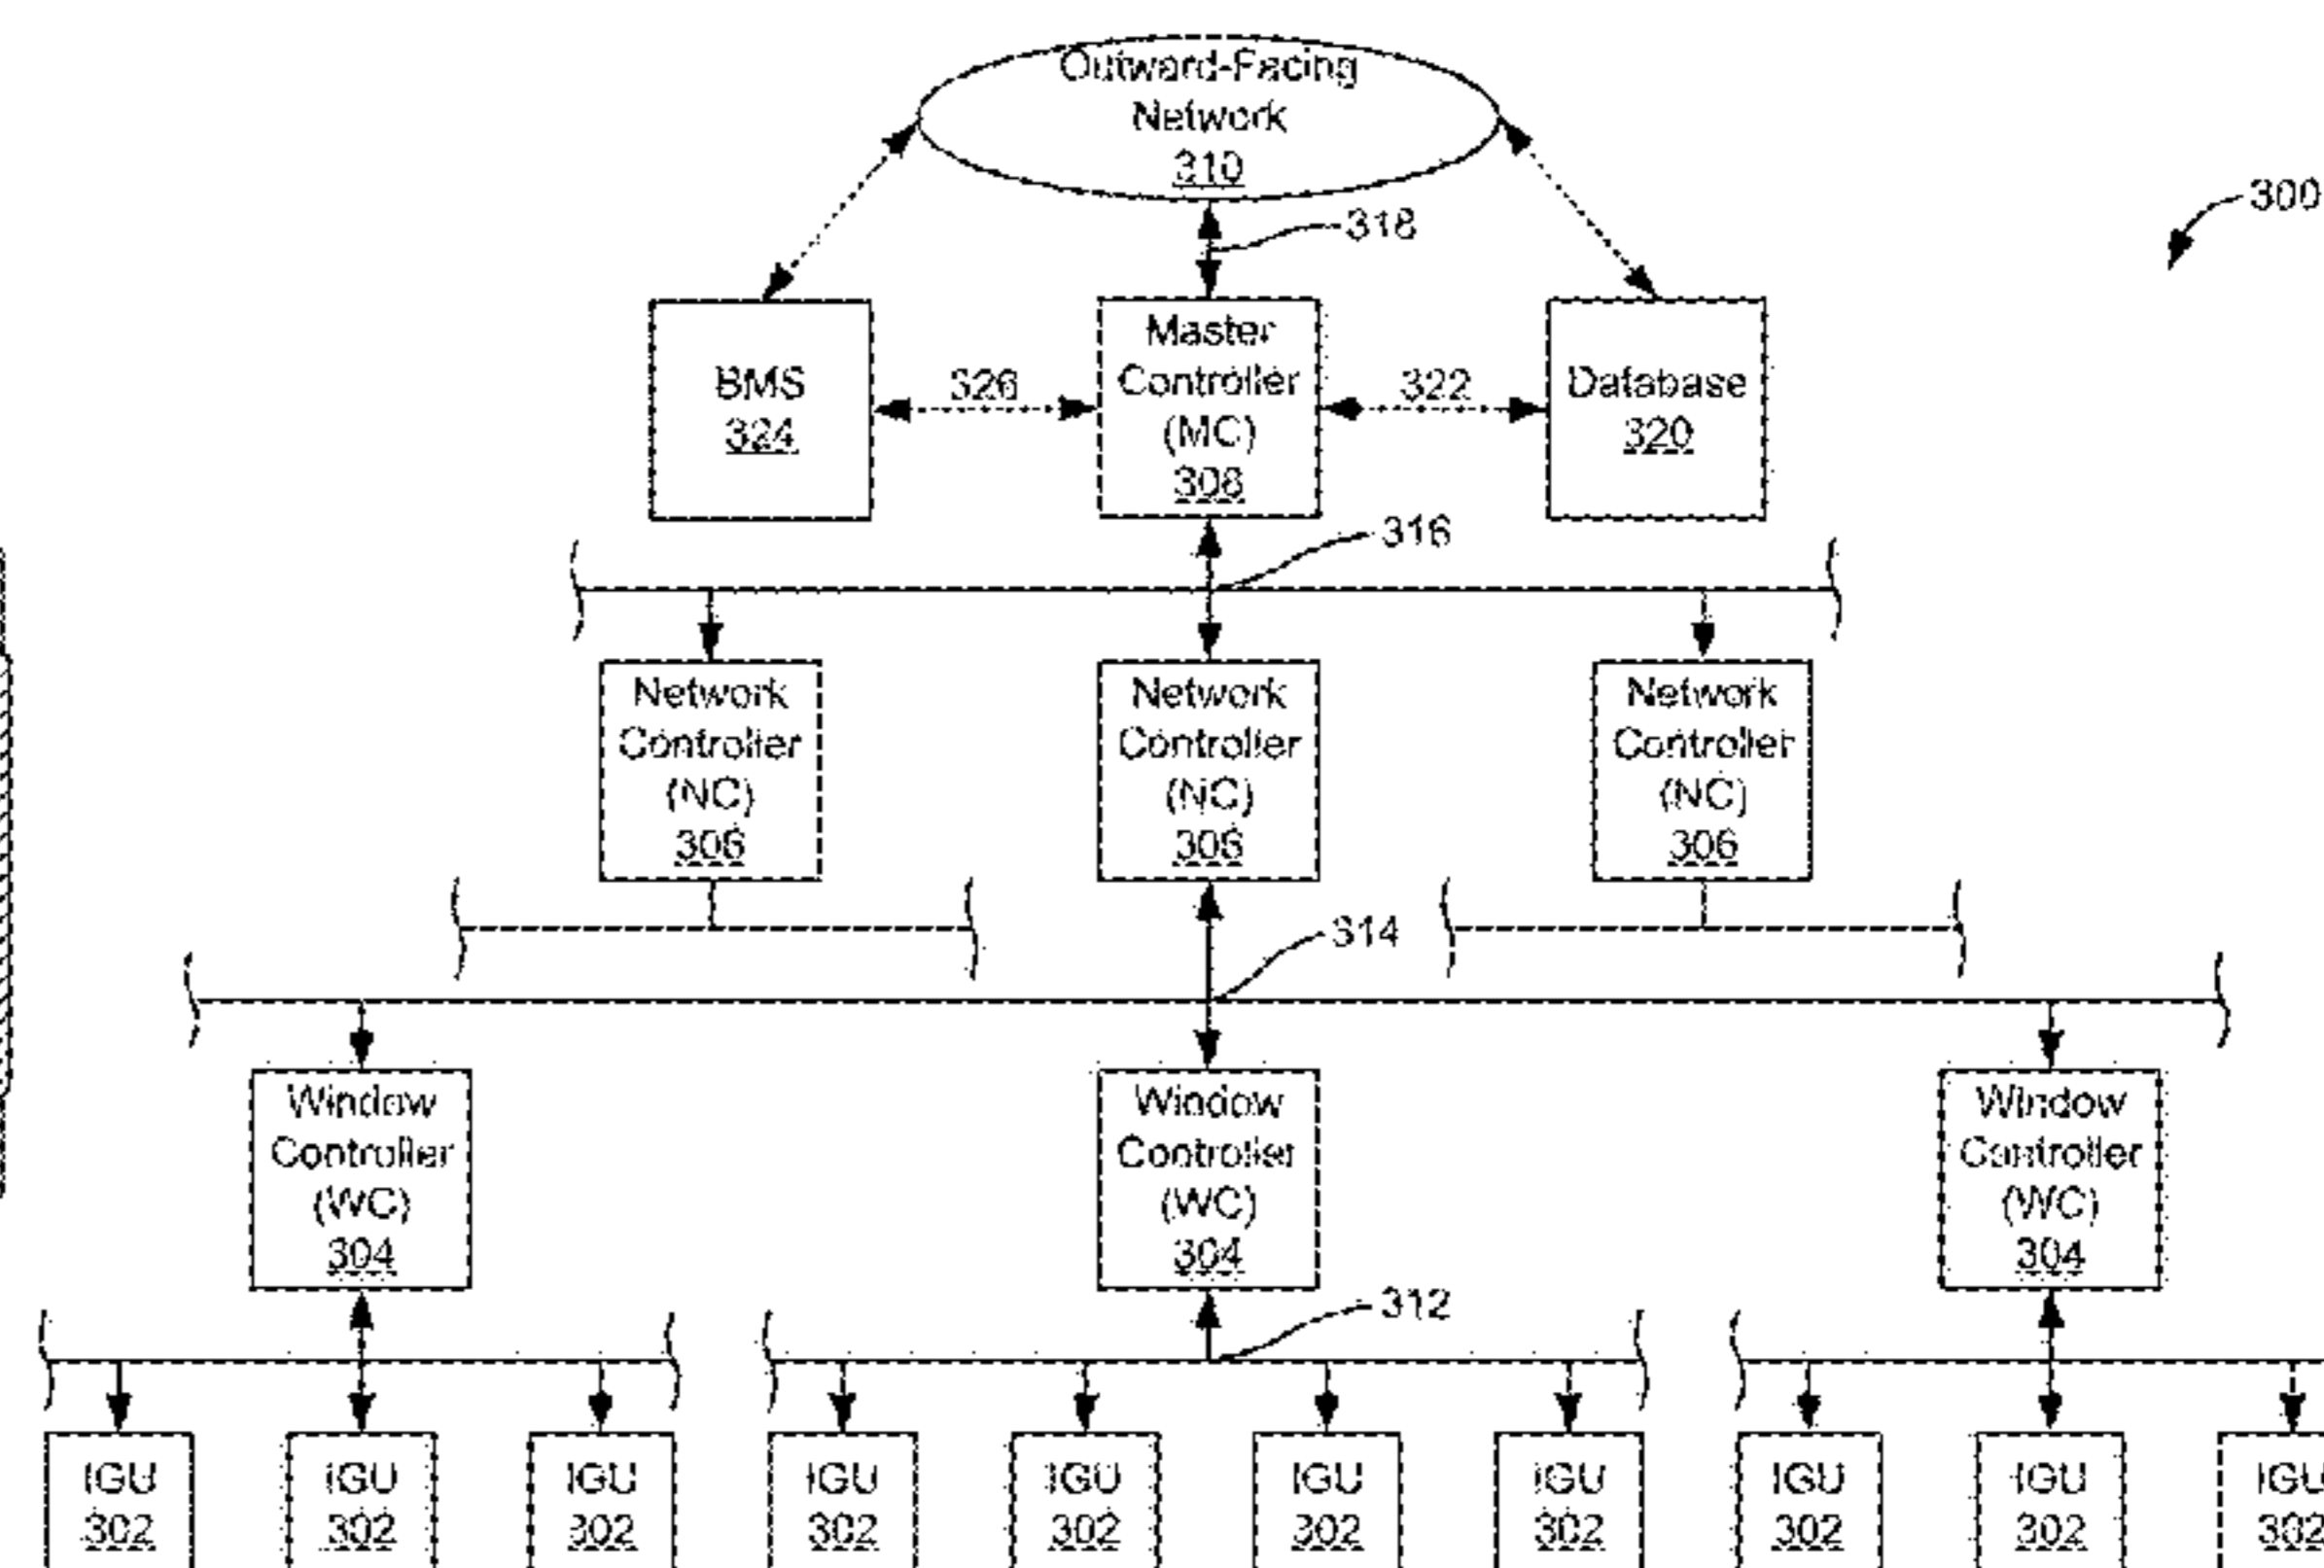 Outward-Facing
Network
310
318
300
BMS
324
326
Master
Controller
(MC)
308
322
Database
320
316
Network
Controller
(NC)
306
Network
Controller
(NC)
306
Network
Controller
(NC)
306
314
Window
Controller
(WC)
304
Window
Controller
(WC)
304
Window
Controller
(WC)
304
312
IGU
302
IGU
302
IGU
302
IGU
302
IGU
302
IGU
302
IGU
302
IGU
302
IGU
302
IGU
302